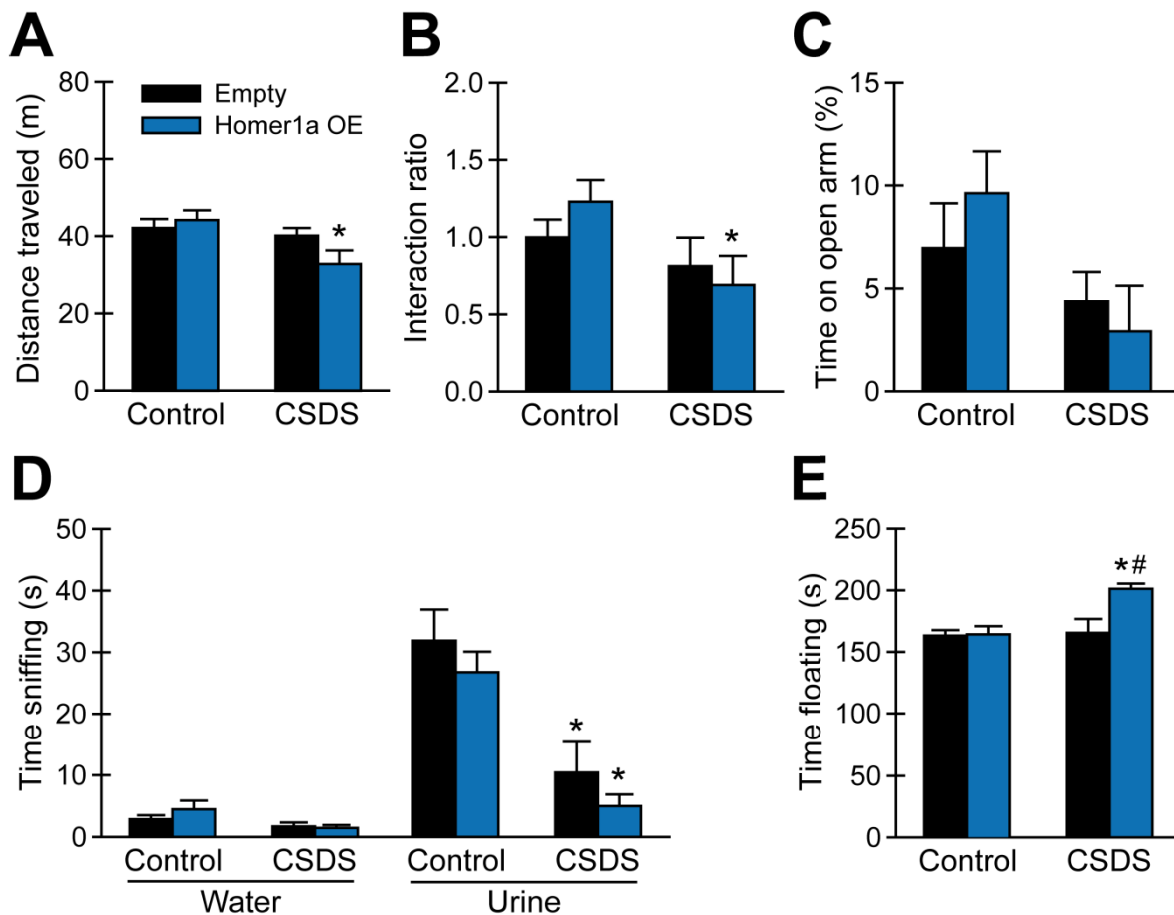 A
Distance traveled (m)
80
60
40
20
0
Empty
Homer1a OE
*
Control CSDS
B
Interaction ratio
2.0
1.5
1.0
0.5
0.0
*
Control CSDS
C
Time on open arm (%)
15
10
5
0
Control CSDS
D
Time sniffing (s)
50
40
30
20
10
0
*
*
Control CSDS Control CSDS
Water Urine
E
Time floating (s)
250
200
150
100
50
0
*#
Control CSDS